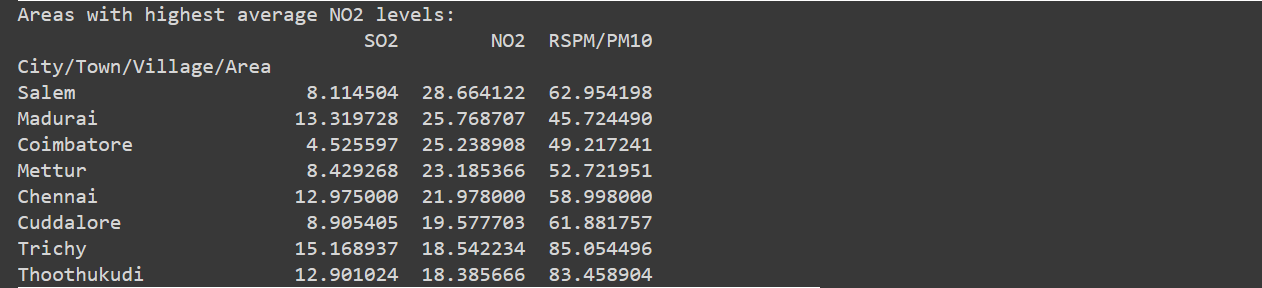 Areas with highest average NO2 levels:
SO2 NO2 RSPM/PM10
City/Town/Village/Area
Salem 8.114504 28.664122 62.954198
Madurai 13.319728 25.768707 45.724490
Coimbatore 4.525597 25.238908 49.217241
Mettur 8.429268 23.185366 52.721951
Chennai 12.975000 21.978000 58.998000
Cuddalore 8.905405 19.577703 61.881757
Trichy 15.168937 18.542234 85.054496
Thoothukudi 12.901024 18.385666 83.458904